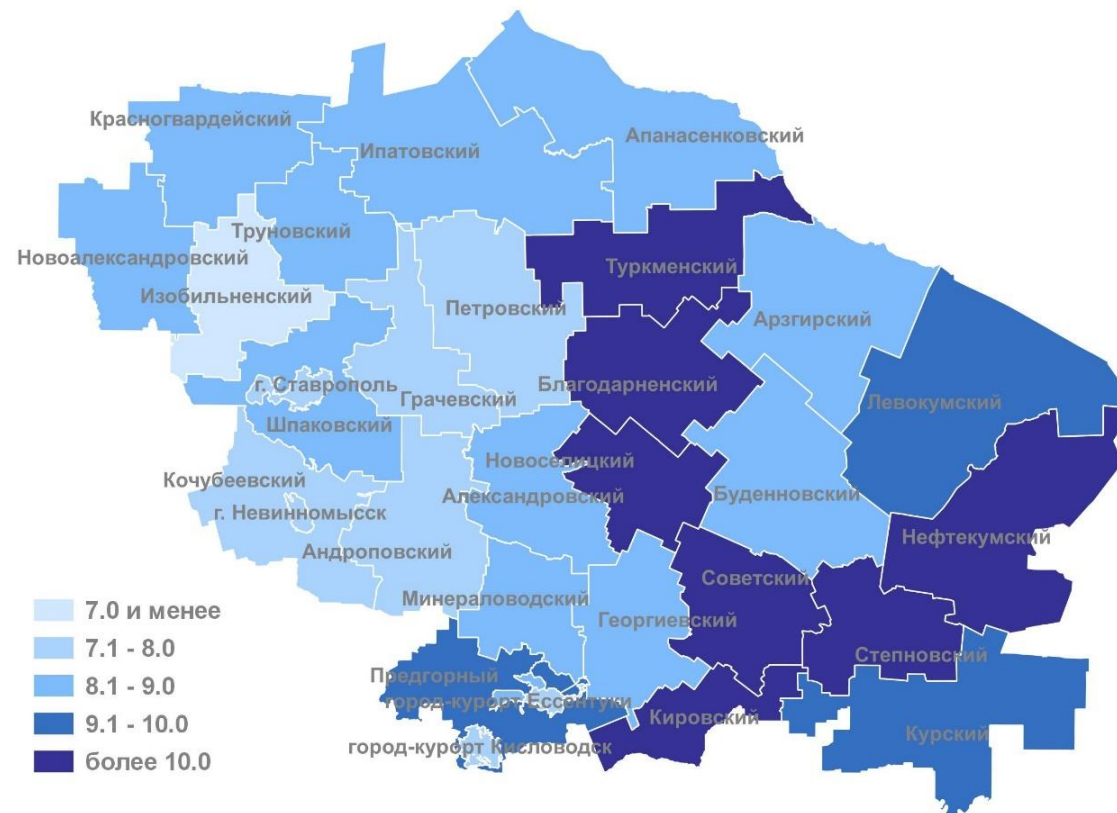 Красногвардейский
Ипатовский
Апанасенковский
Труновский
Новоалександровский
Туркменский
Изобильненский
Петровский
Арзгирский
г. Ставрополь
Благодарненский
Грачевский
Левокумский
Шпаковский
Новоселицкий
Кочубеевский
Александровский
Буденновский
г. Невинномысск
Нефтекумский
Андроповский
Советский
Минераловодский
Георгиевский
Степновский
Предгорный
город-курорт Ессентуки
Кировский
Курский
город-курорт Кисловодск
7.0 и менее
7.1 - 8.0
8.1 - 9.0
9.1 - 10.0
более 10.0